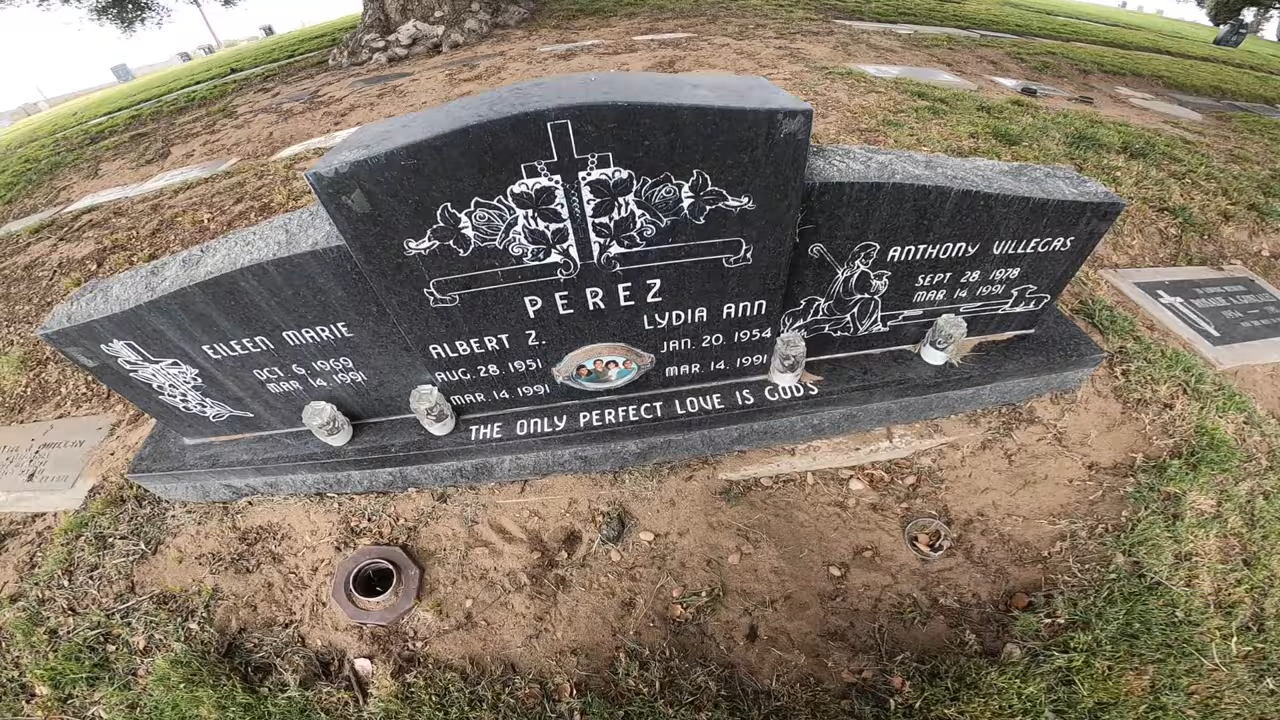 PEREZ
EILEEN MARIE
OCT 6, 1969
MAR. 14, 1991
ALBERT Z.
AUG. 28, 1951
MAR. 14, 1991
LYDIA ANN
JAN. 20. 1954
MAR. 14. 1991
THE ONLY PERFECT LOVE IS GOD'S
ANTHONY VILLEGAS
SEPT 28. 1978
MAR. 14 1991